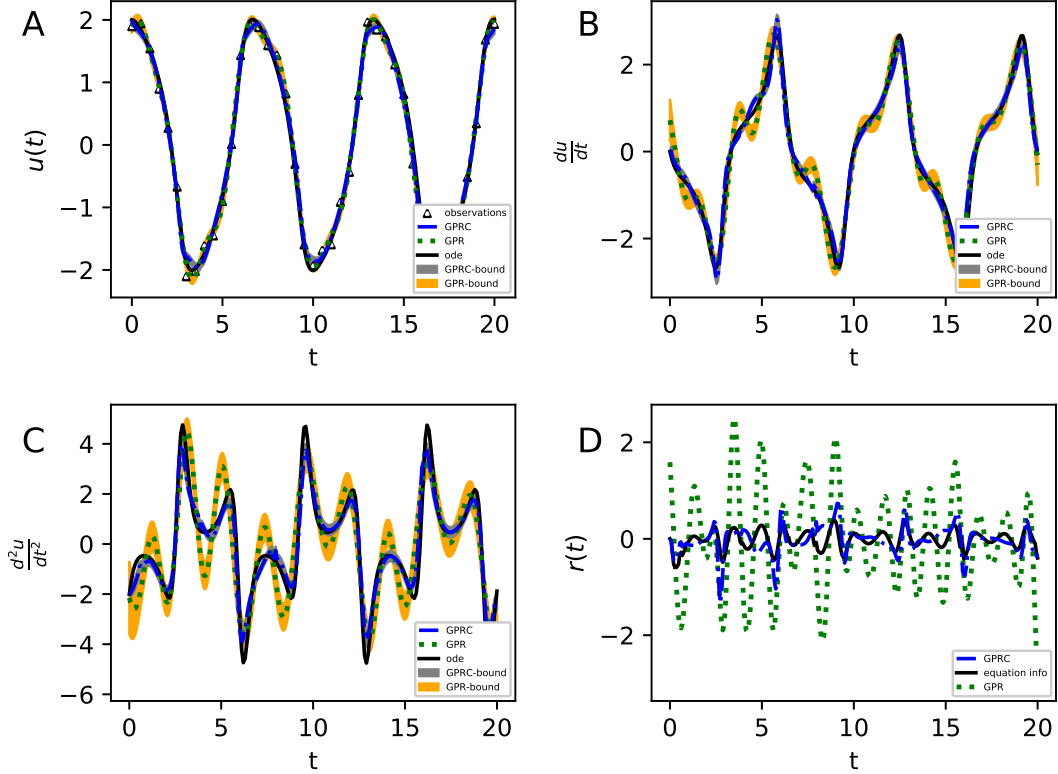 A
u(t)
2
1
0
−1
−2
0 5 10 15 20
t
observations
GPRC
GPR
ode
GPRC-bound
GPR-bound
B
du
dt
2
0
−2
0 5 10 15 20
t
GPRC
GPR
ode
GPRC-bound
GPR-bound
C
d²u
dt²
4
2
0
−2
−4
−6
0 5 10 15 20
t
GPRC
GPR
ode
GPRC-bound
GPR-bound
D
r(t)
2
0
−2
0 5 10 15 20
t
GPRC
equation info
GPR